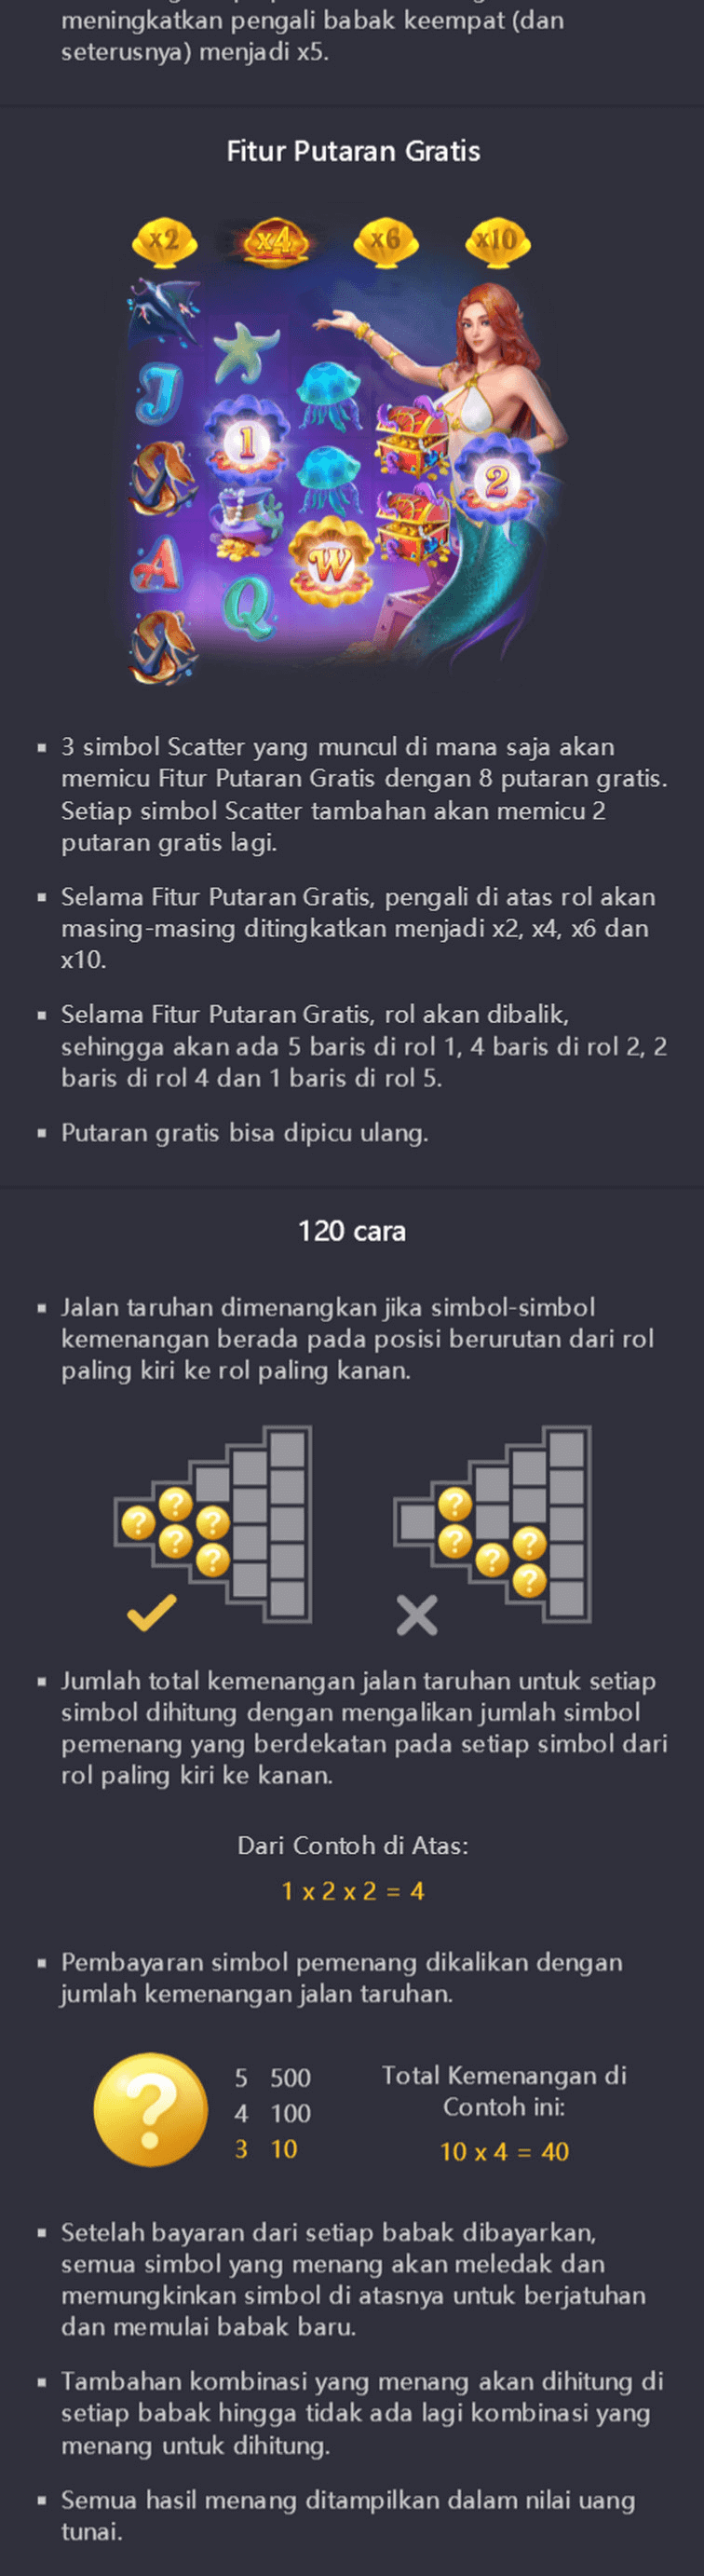 meningkatkan pengali babak keempat (dan
seterusnya) menjadi x5.
Fitur Putaran Gratis
x2 x4 x6 x10
J
1
2
W
A
Q
▪ 3 simbol Scatter yang muncul di mana saja akan
memicu Fitur Putaran Gratis dengan 8 putaran gratis.
Setiap simbol Scatter tambahan akan memicu 2
putaran gratis lagi.
▪ Selama Fitur Putaran Gratis, pengali di atas rol akan
masing-masing ditingkatkan menjadi x2, x4, x6 dan
x10.
▪ Selama Fitur Putaran Gratis, rol akan dibalik,
sehingga akan ada 5 baris di rol 1, 4 baris di rol 2, 2
baris di rol 4 dan 1 baris di rol 5.
▪ Putaran gratis bisa dipicu ulang.
120 cara
▪ Jalan taruhan dimenangkan jika simbol-simbol
kemenangan berada pada posisi berurutan dari rol
paling kiri ke rol paling kanan.
? ? ? ? ?
? ? ? ? ?
▪ Jumlah total kemenangan jalan taruhan untuk setiap
simbol dihitung dengan mengalikan jumlah simbol
pemenang yang berdekatan pada setiap simbol dari
rol paling kiri ke kanan.
Dari Contoh di Atas:
1 x 2 x 2 = 4
▪ Pembayaran simbol pemenang dikalikan dengan
jumlah kemenangan jalan taruhan.
?
5 500
4 100
3 10
Total Kemenangan di
Contoh ini:
10 x 4 = 40
▪ Setelah bayaran dari setiap babak dibayarkan,
semua simbol yang menang akan meledak dan
memungkinkan simbol di atasnya untuk berjatuhan
dan memulai babak baru.
▪ Tambahan kombinasi yang menang akan dihitung di
setiap babak hingga tidak ada lagi kombinasi yang
menang untuk dihitung.
▪ Semua hasil menang ditampilkan dalam nilai uang
tunai.